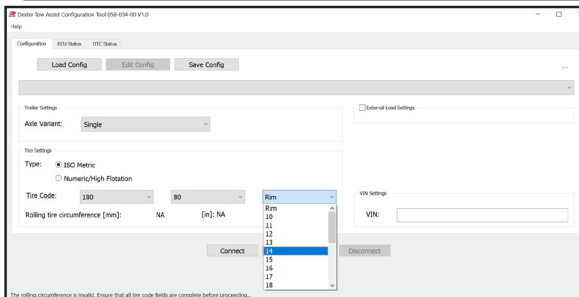 Dexter Tow Assist Configuration Tool 058-034-00 V1.0
Help
Configuration ECU Status DTC Status
Load Config Edit Config Save Config ...
Trailer Settings
External Load Settings
Axle Variant: Single
Tire Settings
Type: ISO Metric
Numeric/High Flotation
Tire Code: 180 80 Rim
VIN Settings
Rolling tire circumference [mm]: NA [in]: NA
VIN:
Rim
10
11
12
13
14
15
16
17
18
Connect Disconnect
The rolling circumference is invalid. Ensure that all tire code fields are complete before proceeding...